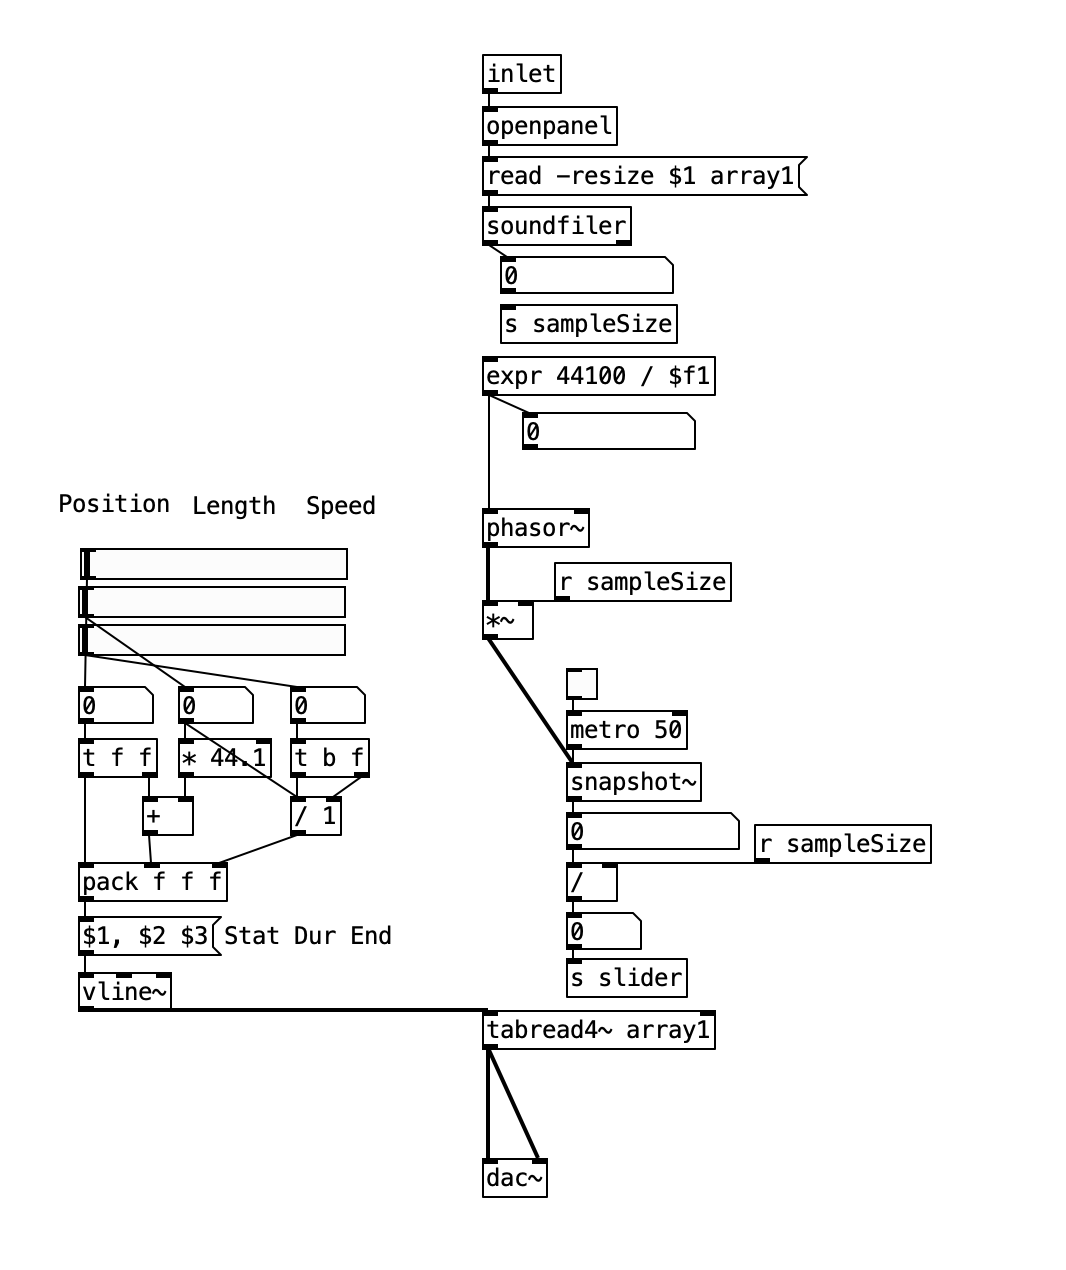 inlet
openpanel
read -resize $1 array1
soundfiler
0
s sampleSize
expr 44100 / $f1
0
phasor~
r sampleSize
*~
metro 50
snapshot~
0
r sampleSize
/
0
s slider
Position Length Speed
0 0 0
t f f * 44.1 t b f
+ / 1
pack f f f
$1, $2 $3 Stat Dur End
vline~
tabread4~ array1
dac~